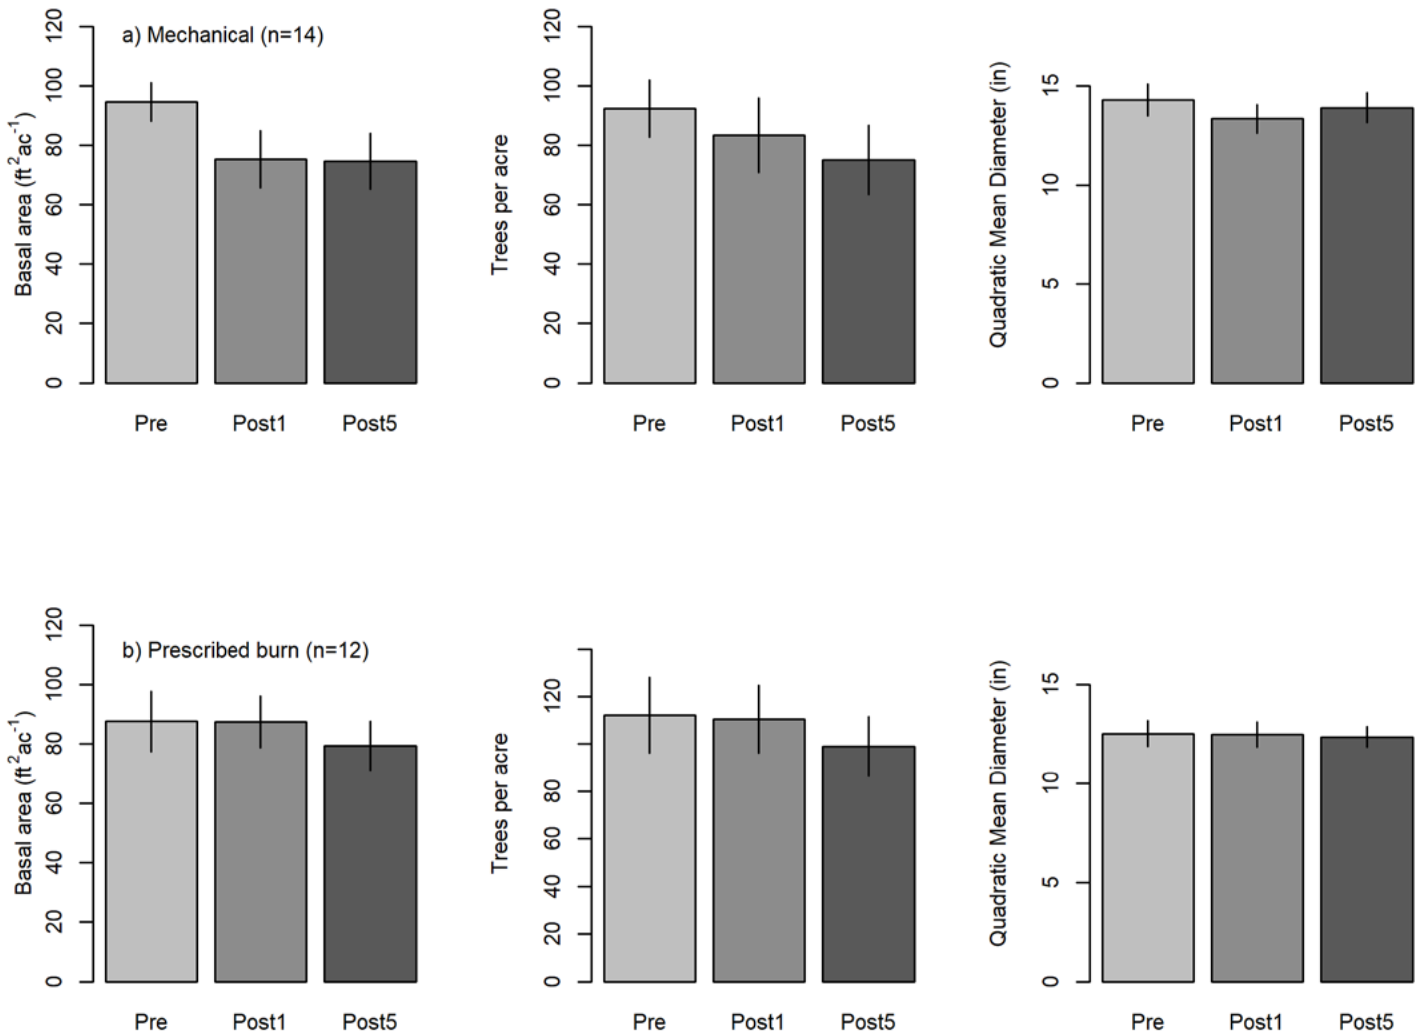 a) Mechanical (n=14)
Basal area (ft²ac⁻¹)
0 20 40 60 80 100 120
Pre Post1 Post5
Trees per acre
0 20 40 60 80 100 120
Pre Post1 Post5
Quadratic Mean Diameter (in)
0 5 10 15
Pre Post1 Post5
b) Prescribed burn (n=12)
Basal area (ft²ac⁻¹)
0 20 40 60 80 100 120
Pre Post1 Post5
Trees per acre
0 20 40 60 80 120
Pre Post1 Post5
Quadratic Mean Diameter (in)
0 5 10 15
Pre Post1 Post5